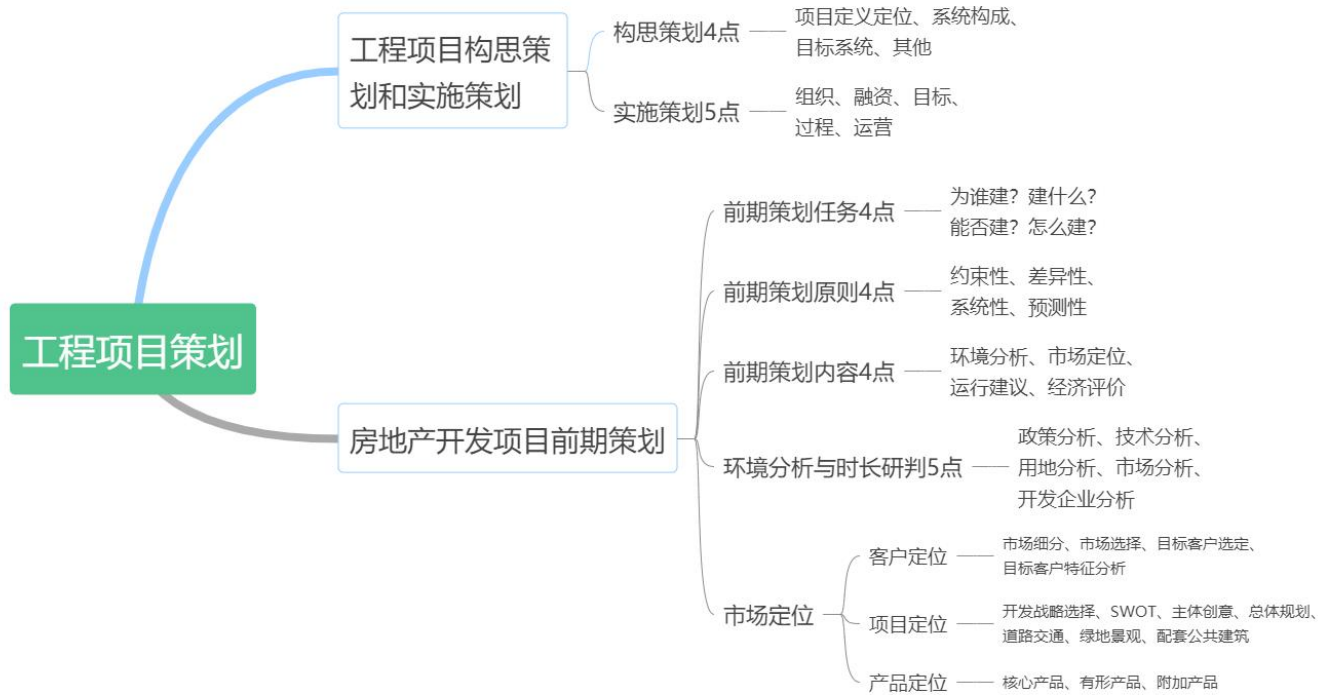 工程项目策划
工程项目构思策
划和实施策划
构思策划4点
项目定义定位、系统构成、
目标系统、其他
实施策划5点
组织、融资、目标、
过程、运营
房地产开发项目前期策划
前期策划任务4点
为谁建？建什么？
能否建？怎么建？
前期策划原则4点
约束性、差异性、
系统性、预测性
前期策划内容4点
环境分析、市场定位、
运行建议、经济评价
环境分析与时长研判5点
政策分析、技术分析、
用地分析、市场分析、
开发企业分析
市场定位
客户定位
市场细分、市场选择、目标客户选定、
目标客户特征分析
项目定位
开发战略选择、SWOT、主体创意、总体规划、
道路交通、绿地景观、配套公共建筑
产品定位
核心产品、有形产品、附加产品